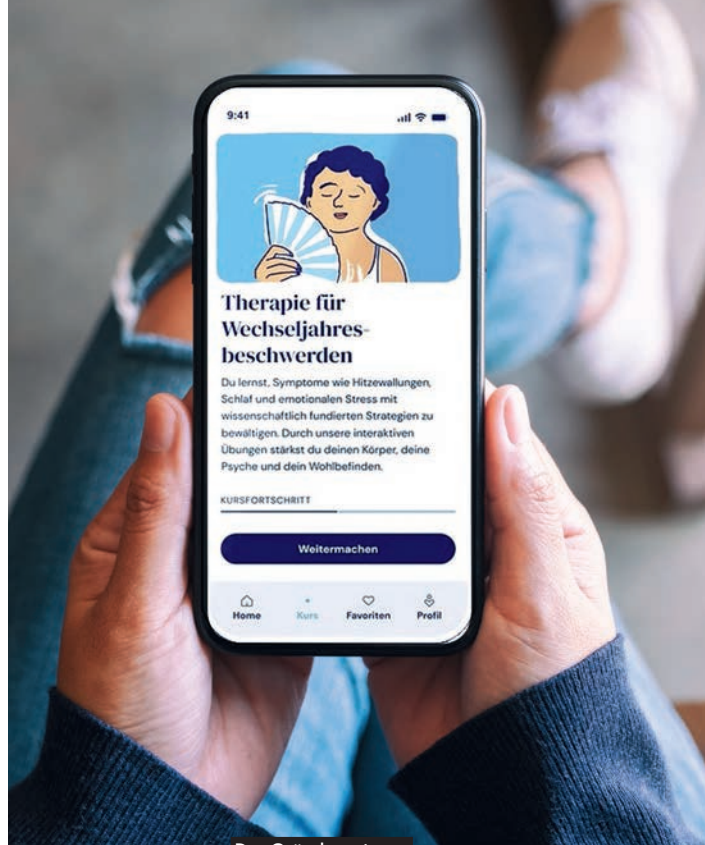 9:41
Therapie für
Wechseljahres-
beschwerden
Du lernst, Symptome wie Hitzewallungen,
Schlaf und emotionalen Stress mit
wissenschaftlich fundierten Strategien zu
bewältigen. Durch unsere interaktiven
Übungen stärkst du deinen Körper, deine
Psyche und dein Wohlbefinden.
KURSFORTSCHRITT
Weitermachen
Home Kurs Favoriten Profil